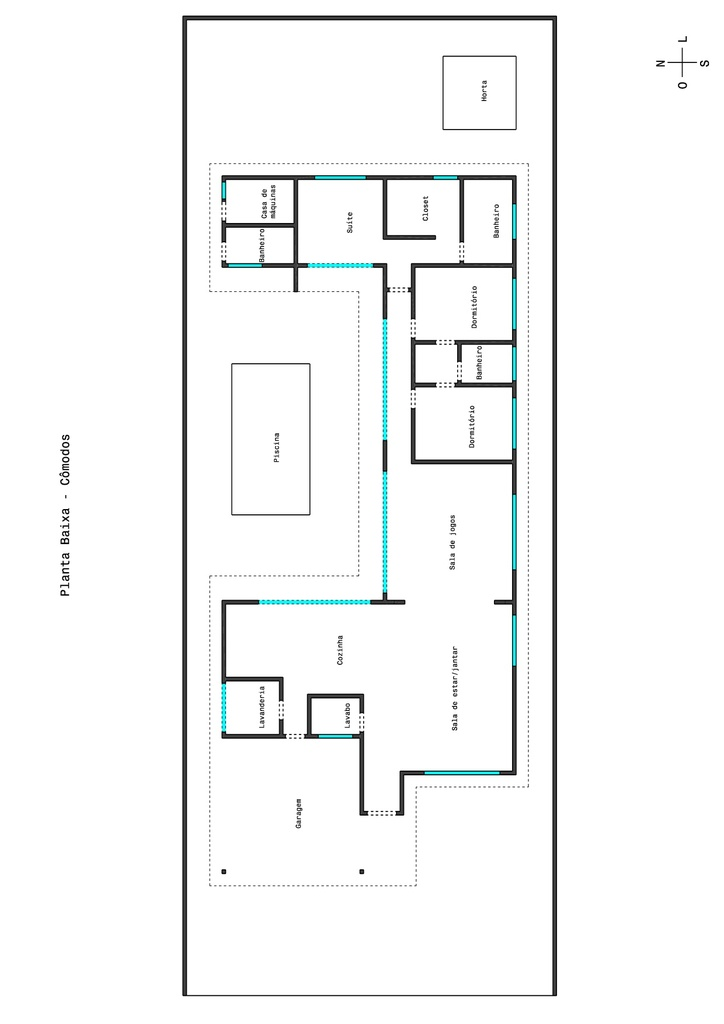 Planta Baixa - Cômodos
N
L
O
S
Horta
Casa de
máquinas
Banheiro
Suíte
Closet
Banheiro
Dormitório
Banheiro
Dormitório
Piscina
Sala de jogos
Cozinha
Sala de estar/jantar
Lavanderia
Lavabo
Garagem